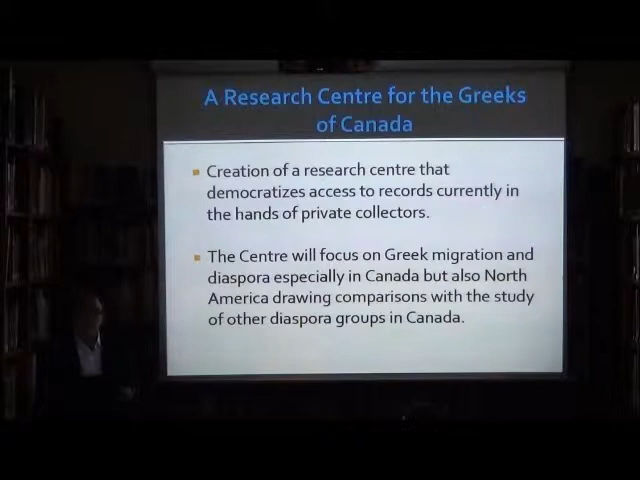 A Research Centre for the Greeks
of Canada
Creation of a research centre that
democratizes access to records currently in
the hands of private collectors.
The Centre will focus on Greek migration and
diaspora especially in Canada but also North
America drawing comparisons with the study
of other diaspora groups in Canada.